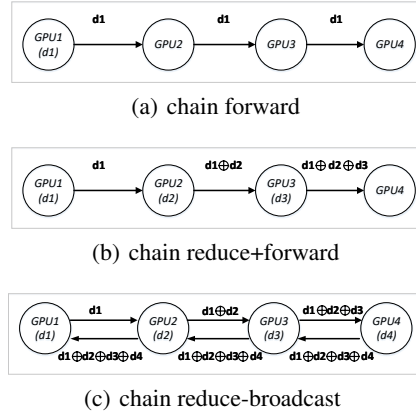 d1 d1 d1
GPU1 GPU2 GPU3 GPU4
(d1)
(a) chain forward
d1 d1⊕d2 d1⊕ d2 ⊕d3
GPU1 GPU2 GPU3 GPU4
(d1) (d2) (d3)
(b) chain reduce+forward
d1 d1⊕d2 d1⊕d2⊕d3
GPU1 GPU2 GPU3 GPU4
(d1) (d2) (d3) (d4)
d1⊕d2⊕d3⊕d4 d1⊕d2⊕d3⊕d4 d1⊕d2⊕d3⊕d4
(c) chain reduce-broadcast